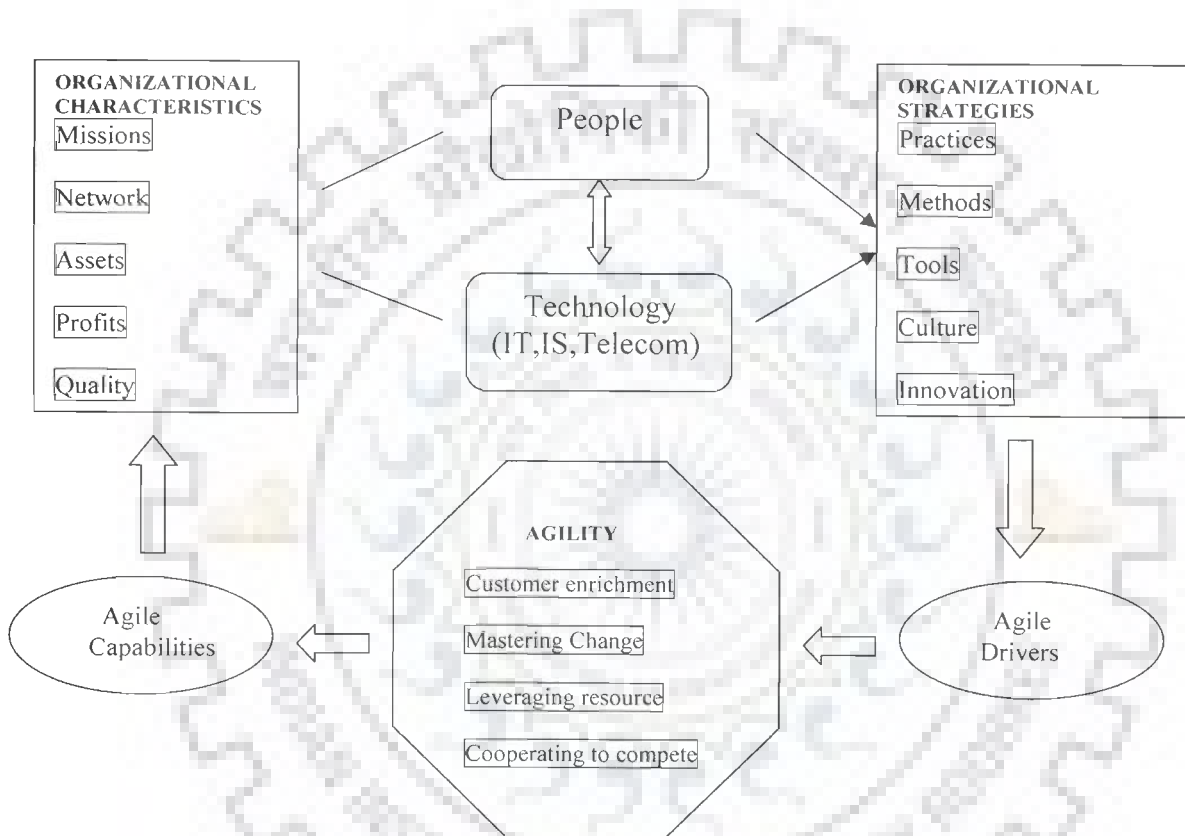 ORGANIZATIONAL
CHARACTERISTICS
Missions
Network
Assets
Profits
Quality
People
Technology
(IT,IS,Telecom)
ORGANIZATIONAL
STRATEGIES
Practices
Methods
Tools
Culture
Innovation
AGILITY
Customer enrichment
Mastering Change
Leveraging resource
Cooperating to compete
Agile
Capabilities
Agile
Drivers